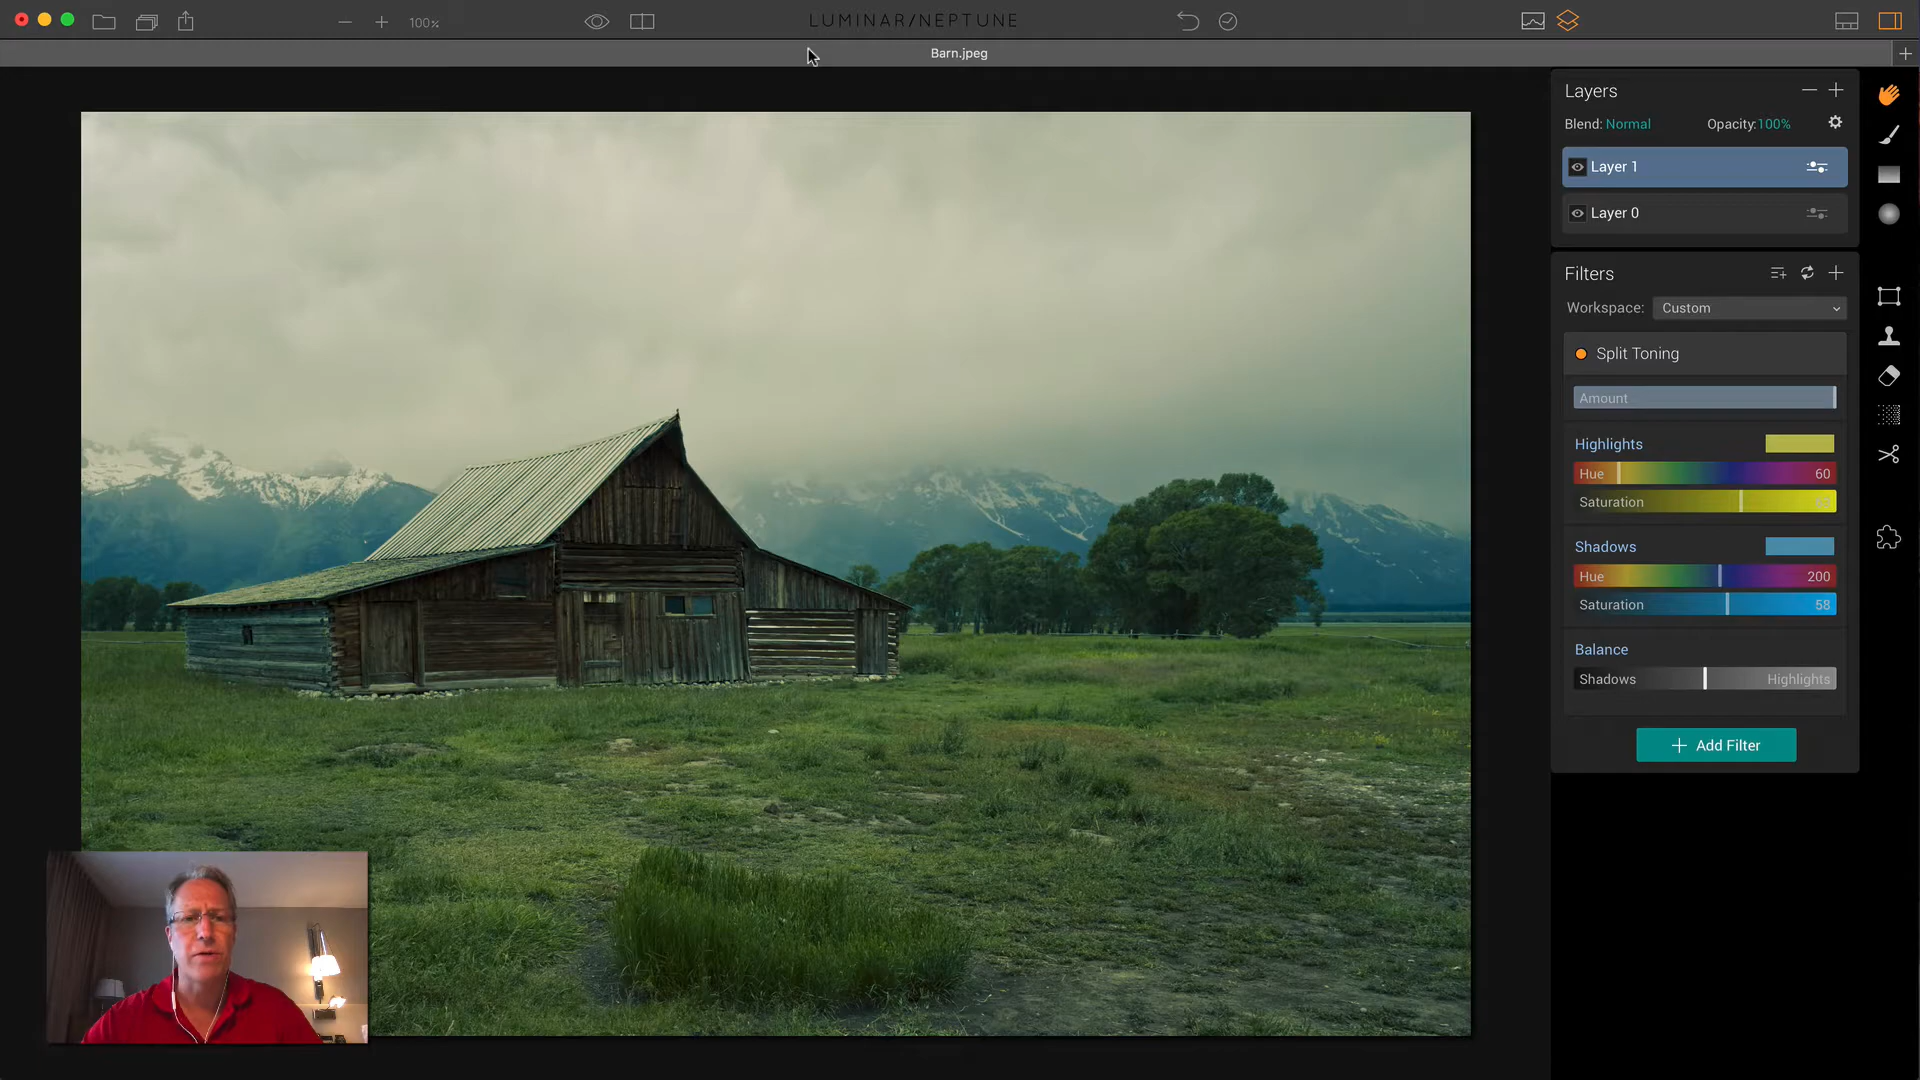 100%
LUMINAR/NEPTUNE
Barn.jpeg
Layers
Blend: Normal
Opacity:100%
Layer 1
Layer 0
Filters
Workspace:
Custom
Split Toning
Amount
Highlights
Hue
60
Saturation
Shadows
Hue
200
Saturation
58
Balance
Shadows
Highlights
+ Add Filter